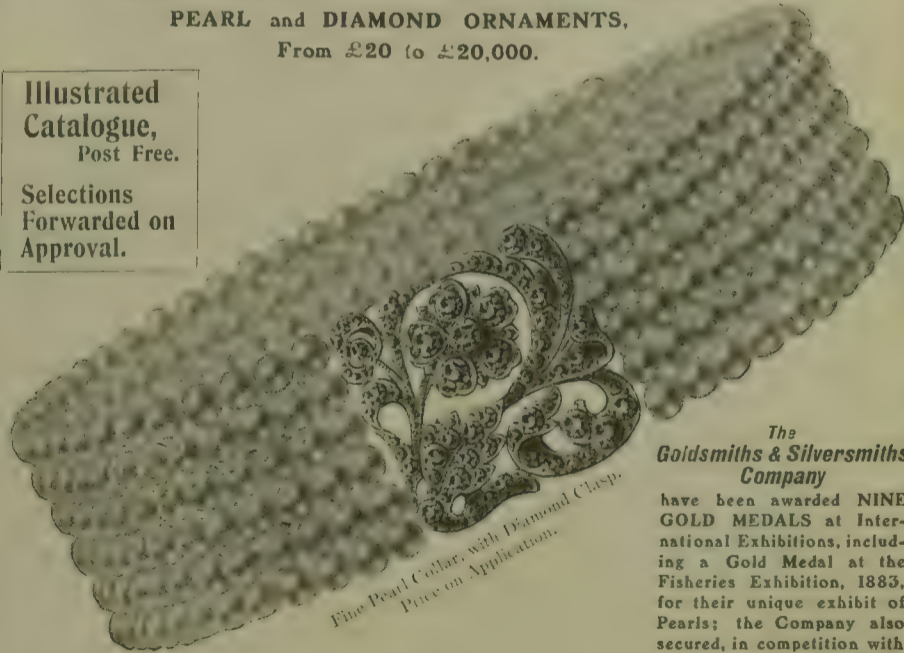 PEARL and DIAMOND ORNAMENTS,
From £20 to £20,000.
Illustrated
Catalogue,
Post Free.
Selections
Forwarded on
Approval.
Fine Pearl Collar, with Diamond Clasp.
Price on Application.
The
Goldsmiths & Silversmiths
Company
have been awarded NINE
GOLD MEDALS at Inter-
national Exhibitions, includ-
ing a Gold Medal at the
Fisheries Exhibition, 1883,
for their unique exhibit of
Pearls; the Company also
secured, in competition with